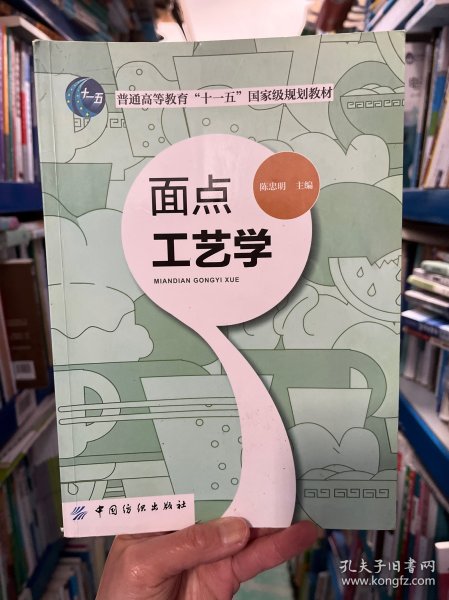 十一五
普通高等教育“十一五”国家级规划教材
陈忠明 主编
面点
工艺学
MIANDIAN GONGYI XUE
中国纺织出版社
孔夫子旧书网
www.kongfz.com